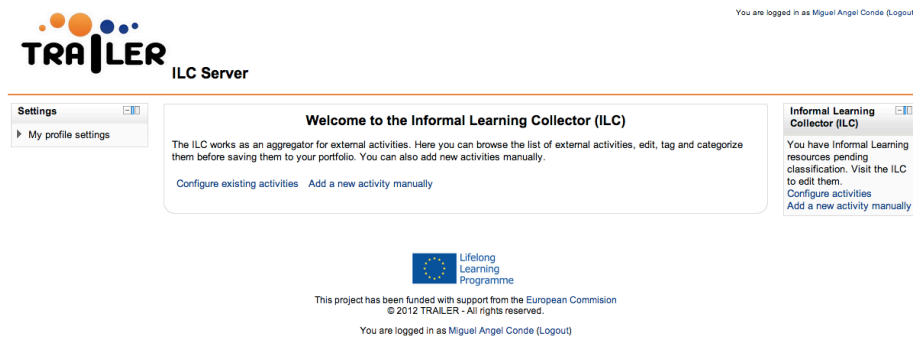 You are logged in as Miguel Angel Conde (Logout
TRAILER
ILC Server
Settings
My profile settings
Welcome to the Informal Learning Collector (ILC)
The ILC works as an aggregator for external activities. Here you can browse the list of external activities, edit, tag and categorize
them before saving them to your portfolio. You can also add new activities manually.
Configure existing activities Add a new activity manually
Informal Learning
Collector (ILC)
You have Informal Learning
resources pending
classification. Visit the ILC
to edit them.
Configure activities
Add a new activity manually
Lifelong
Learning
Programme
This project has been funded with support from the European Commision
© 2012 TRAILER - All rights reserved.
You are logged in as Miguel Angel Conde (Logout)